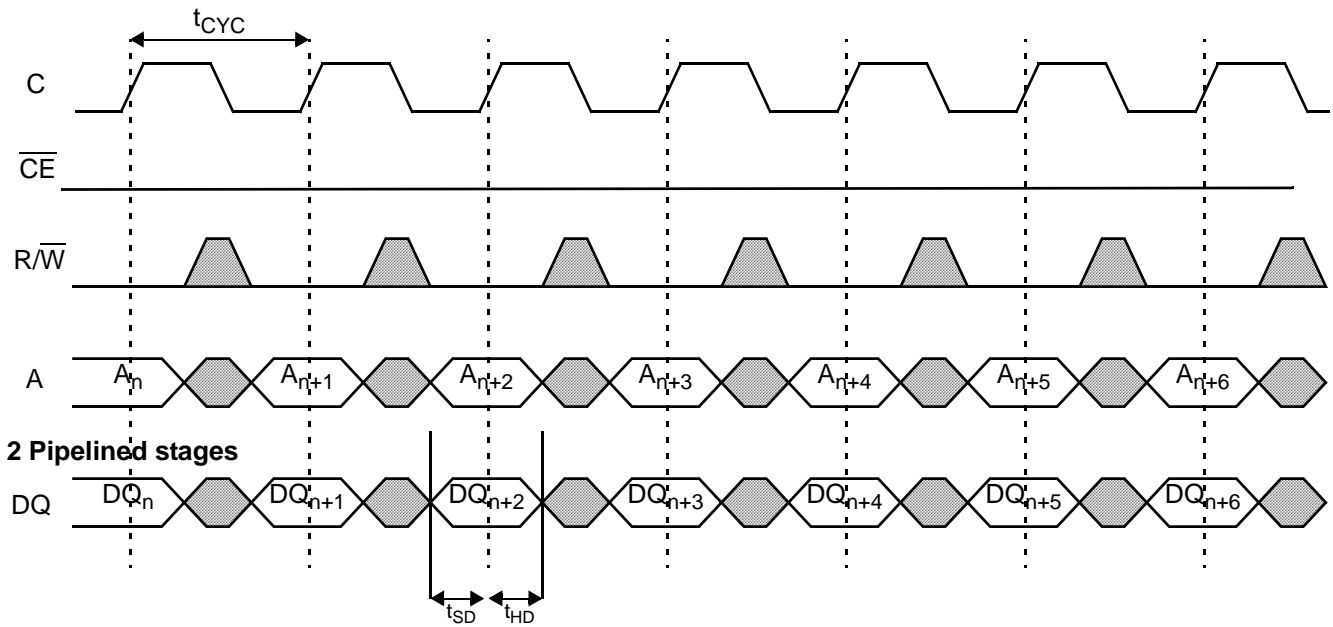 tCYC
C
CE
R/W
A An An+1 An+2 An+3 An+4 An+5 An+6
2 Pipelined stages
DQ DQn DQn+1 DQn+2 DQn+3 DQn+4 DQn+5 DQn+6
tSD tHD